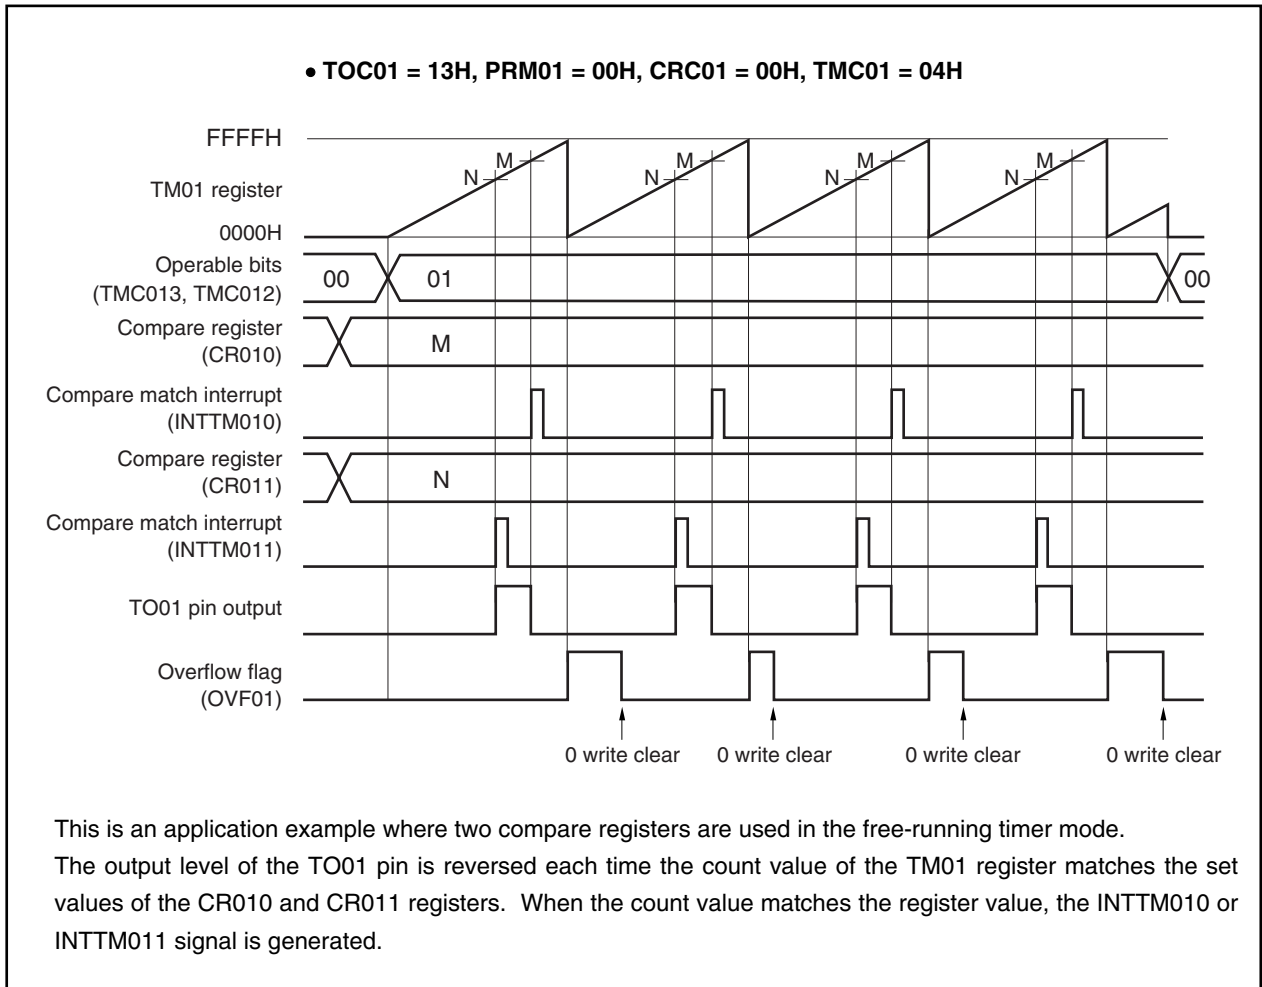 • TOC01 = 13H, PRM01 = 00H, CRC01 = 00H, TMC01 = 04H
FFFFH
M M M M
N N N N
TM01 register
0000H
Operable bits
(TMC013, TMC012)
00 01 00
Compare register
(CR010)
M
Compare match interrupt
(INTTM010)
Compare register
(CR011)
N
Compare match interrupt
(INTTM011)
TO01 pin output
Overflow flag
(OVF01)
0 write clear 0 write clear 0 write clear 0 write clear
This is an application example where two compare registers are used in the free-running timer mode.
The output level of the TO01 pin is reversed each time the count value of the TM01 register matches the set
values of the CR010 and CR011 registers. When the count value matches the register value, the INTTM010 or
INTTM011 signal is generated.